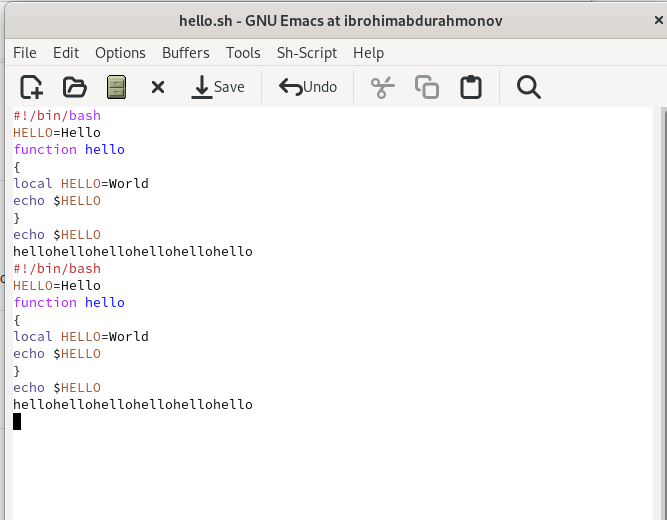 hello.sh - GNU Emacs at ibrohimabdurahmonov
File Edit Options Buffers Tools Sh-Script Help
Save Undo
#!/bin/bash
HELLO=Hello
function hello
{
local HELLO=World
echo $HELLO
}
echo $HELLO
hellohellohellohellohellohello
#!/bin/bash
HELLO=Hello
function hello
{
local HELLO=World
echo $HELLO
}
echo $HELLO
hellohellohellohellohellohello